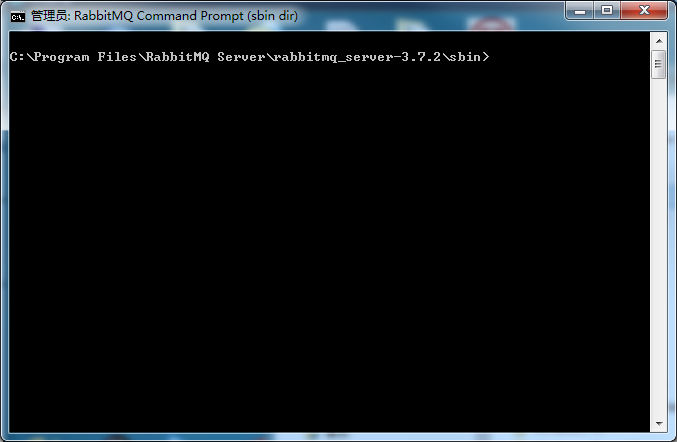 管理员: RabbitMQ Command Prompt (sbin dir)
C:\Program Files\RabbitMQ Server\rabbitmq_server-3.7.2\sbin>